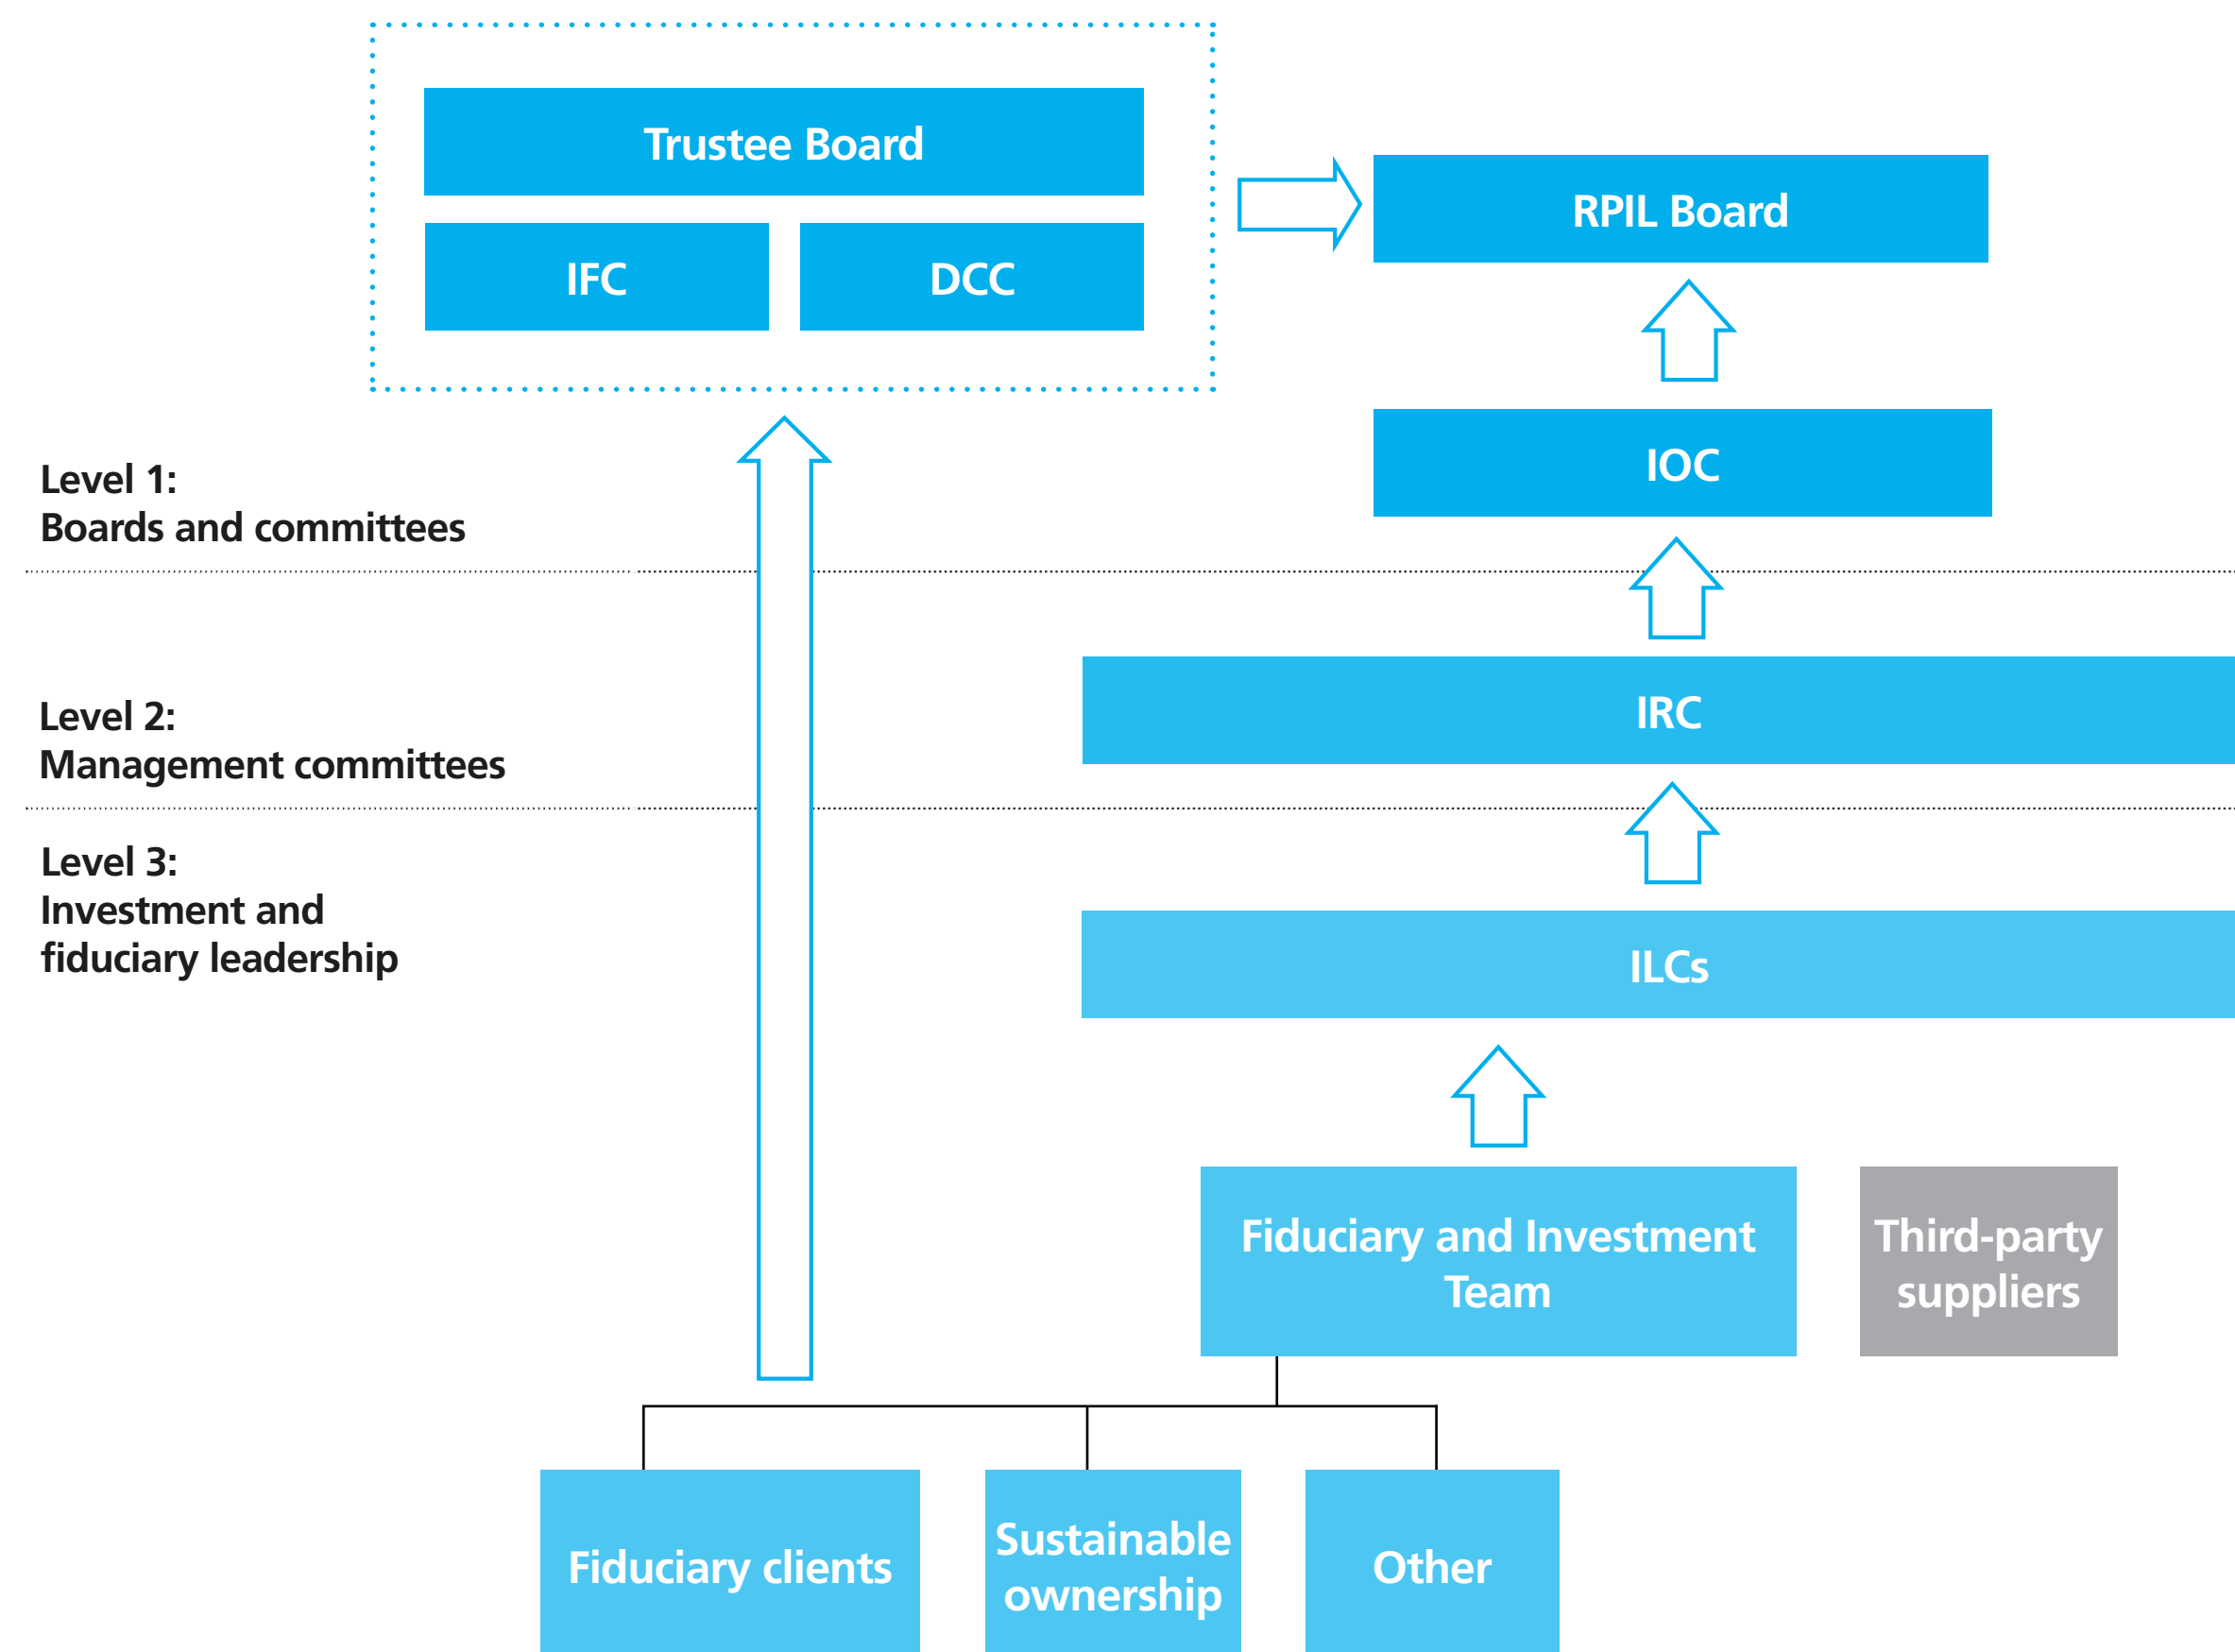 Trustee Board
IFC
DCC
RPIL Board
IOC
Level 1:
Boards and committees
IRC
Level 2:
Management committees
Level 3:
Investment and
fiduciary leadership
ILCs
Fiduciary and Investment
Team
Third-party
suppliers
Fiduciary clients
Sustainable
ownership
Other